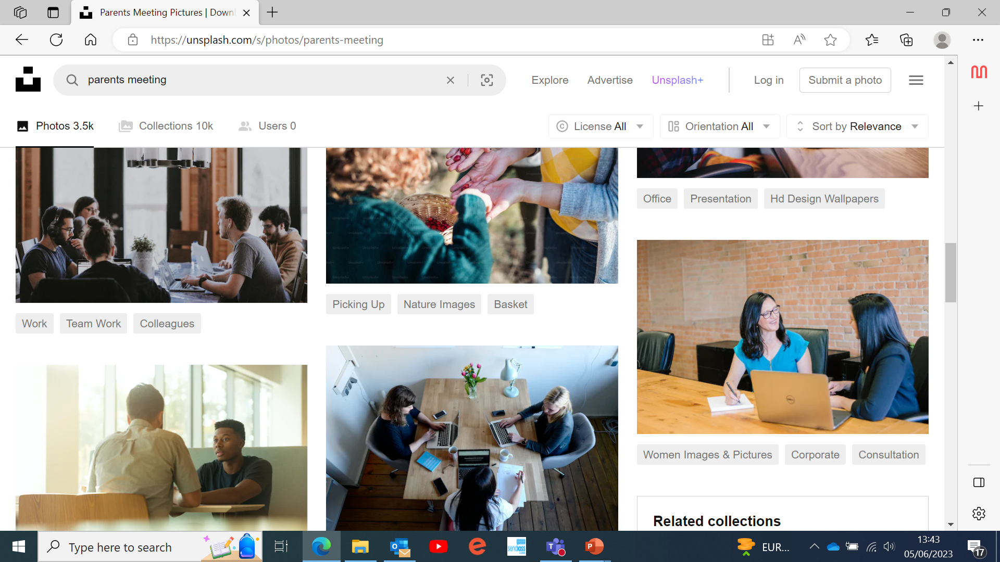 Parents Meeting Pictures | Down
https://unsplash.com/s/photos/parents-meeting
parents meeting
Explore
Advertise
Unsplash+
Log in
Submit a photo
Photos 3.5k
Collections 10k
Users 0
License All
Orientation All
Sort by Relevance
Work
Team Work
Colleagues
Picking Up
Nature Images
Basket
Office
Presentation
Hd Design Wallpapers
Women Images & Pictures
Corporate
Consultation
Related collections
Type here to search
sendiass
EUR...
13:43
05/06/2023
17